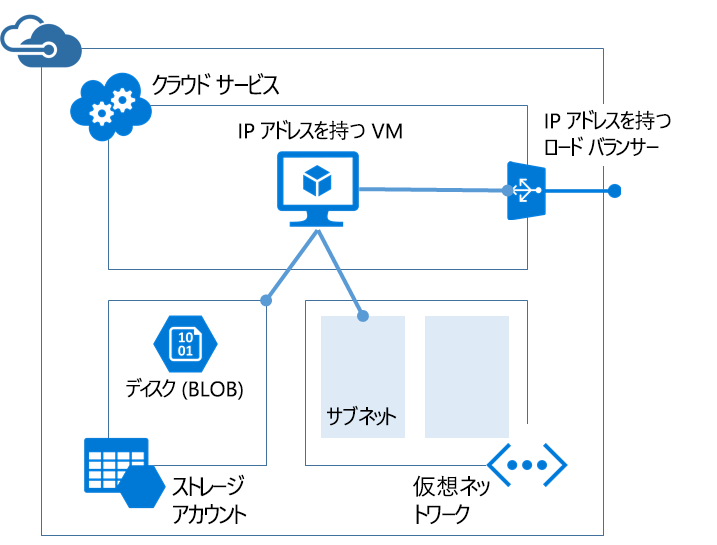 クラウド サービス
IP アドレスを持つ VM
IP アドレスを持つ
ロード バランサー
10
01
ディスク (BLOB)
サブネット
ストレージ
アカウント
仮想ネッ
トワーク